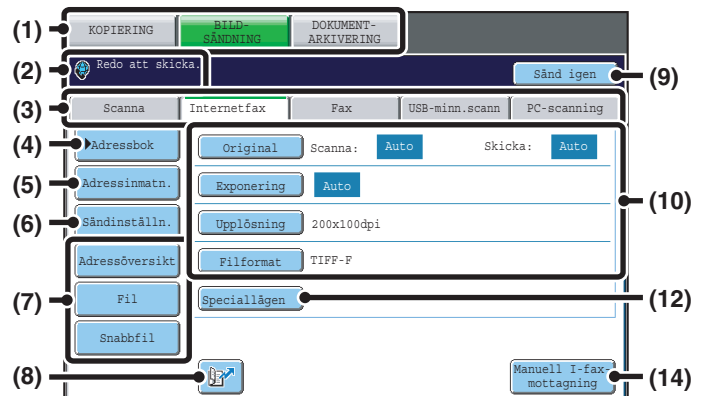 (1)
KOPIERING
BILD-
SÄNDNING
DOKUMENT-
ARKIVERING
(2)
Redo att skicka.
Sänd igen
(9)
(3)
Scanna
Internetfax
Fax
USB-minn.scann
PC-scanning
(4)
Adressbok
Original
Scanna:
Auto
Skicka:
Auto
(5)
Adressinmatn.
Exponering
Auto
(10)
(6)
Sändinställn.
Upplösning
200x100dpi
Adressöversikt
Filformat
TIFF-F
(7)
Fil
Speciallägen
(12)
Snabbfil
(8)
Manuell I-fax-
mottagning
(14)